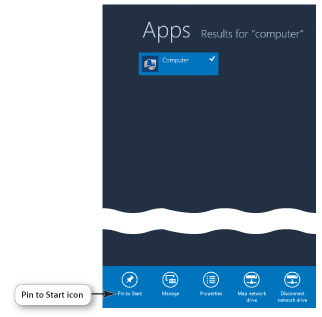 Apps Results for "computer"
Computer
Pin to Start icon
Pin to Start
Manage
Properties
Map network
drive
Disconnect
network drive